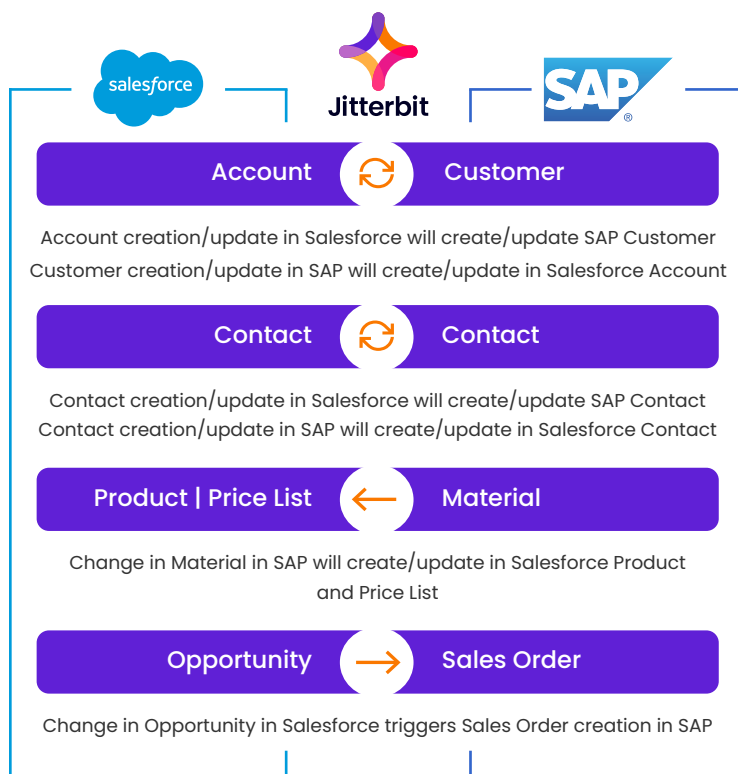 salesforce
Jitterbit
SAP®
Account Customer
Account creation/update in Salesforce will create/update SAP Customer
Customer creation/update in SAP will create/update in Salesforce Account
Contact Contact
Contact creation/update in Salesforce will create/update SAP Contact
Contact creation/update in SAP will create/update in Salesforce Contact
Product | Price List Material
Change in Material in SAP will create/update in Salesforce Product
and Price List
Opportunity Sales Order
Change in Opportunity in Salesforce triggers Sales Order creation in SAP